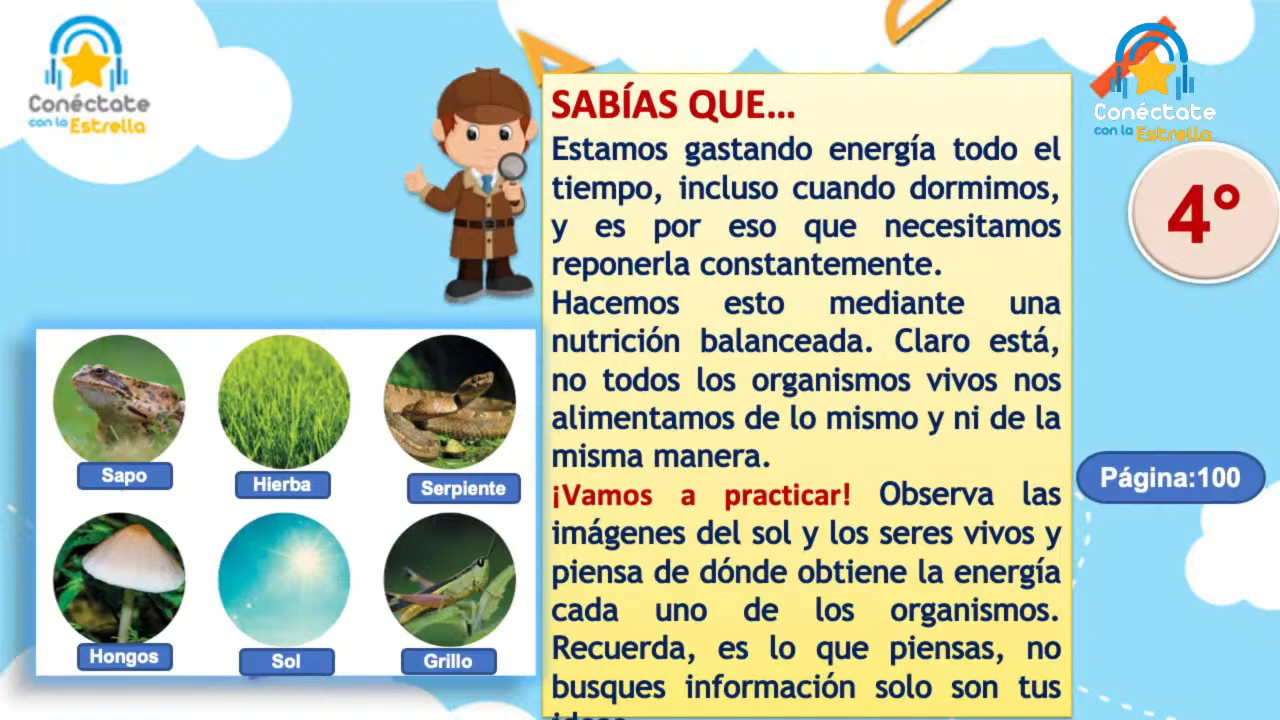 Conéctate
con la Estrella
SABÍAS QUE...
Estamos gastando energía todo el
tiempo, incluso cuando dormimos,
y es por eso que necesitamos
reponerla constantemente.
Hacemos esto mediante una
nutrición balanceada. Claro está,
no todos los organismos vivos nos
alimentamos de lo mismo y ni de la
misma manera.
¡Vamos a practicar! Observa las
imágenes del sol y los seres vivos y
piensa de dónde obtiene la energía
cada uno de los organismos.
Recuerda, es lo que piensas, no
busques información solo son tus
Conéctate
con la Estrella
4°
Página:100
Sapo
Hierba
Serpiente
Hongos
Sol
Grillo